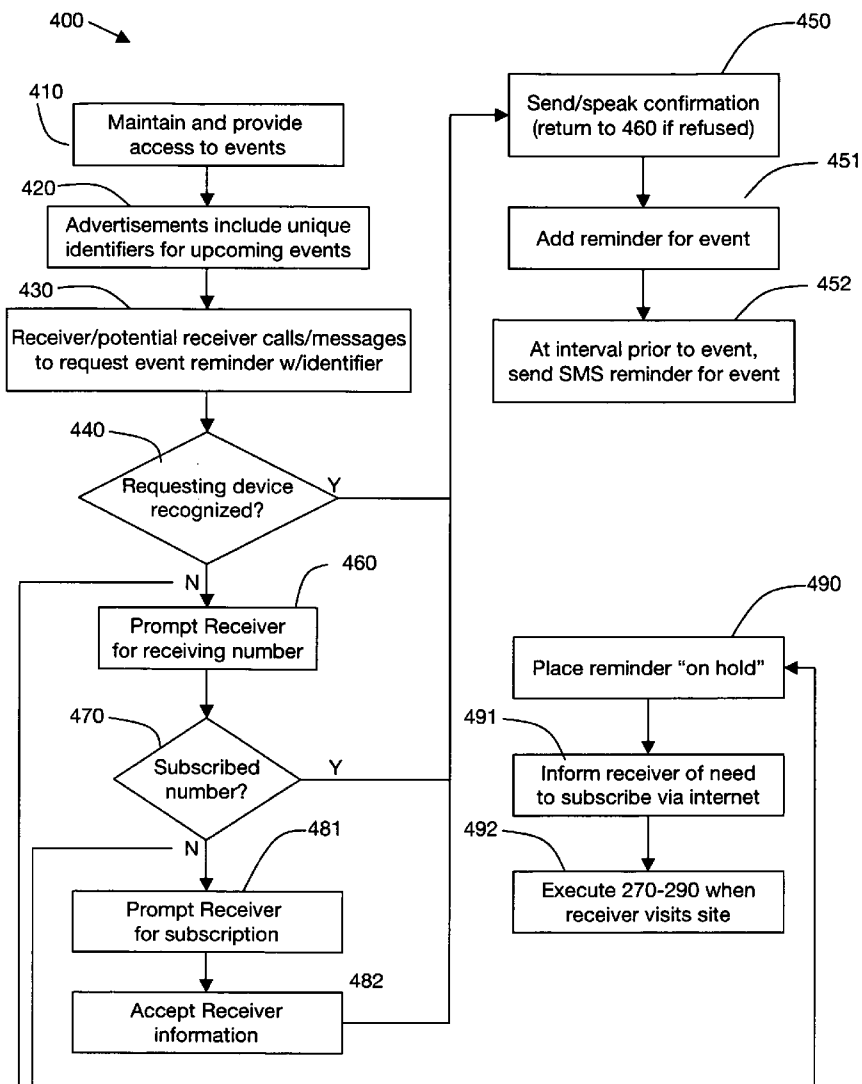 400
410
Maintain and provide
access to events
420
Advertisements include unique
identifiers for upcoming events
430
Receiver/potential receiver calls/messages
to request event reminder w/identifier
440
Requesting device
recognized?
Y
N
460
Prompt Receiver
for receiving number
470
Subscribed
number?
Y
N
481
Prompt Receiver
for subscription
482
Accept Receiver
information
450
Send/speak confirmation
(return to 460 if refused)
451
Add reminder for event
452
At interval prior to event,
send SMS reminder for event
490
Place reminder "on hold"
491
Inform receiver of need
to subscribe via internet
492
Execute 270-290 when
receiver visits site